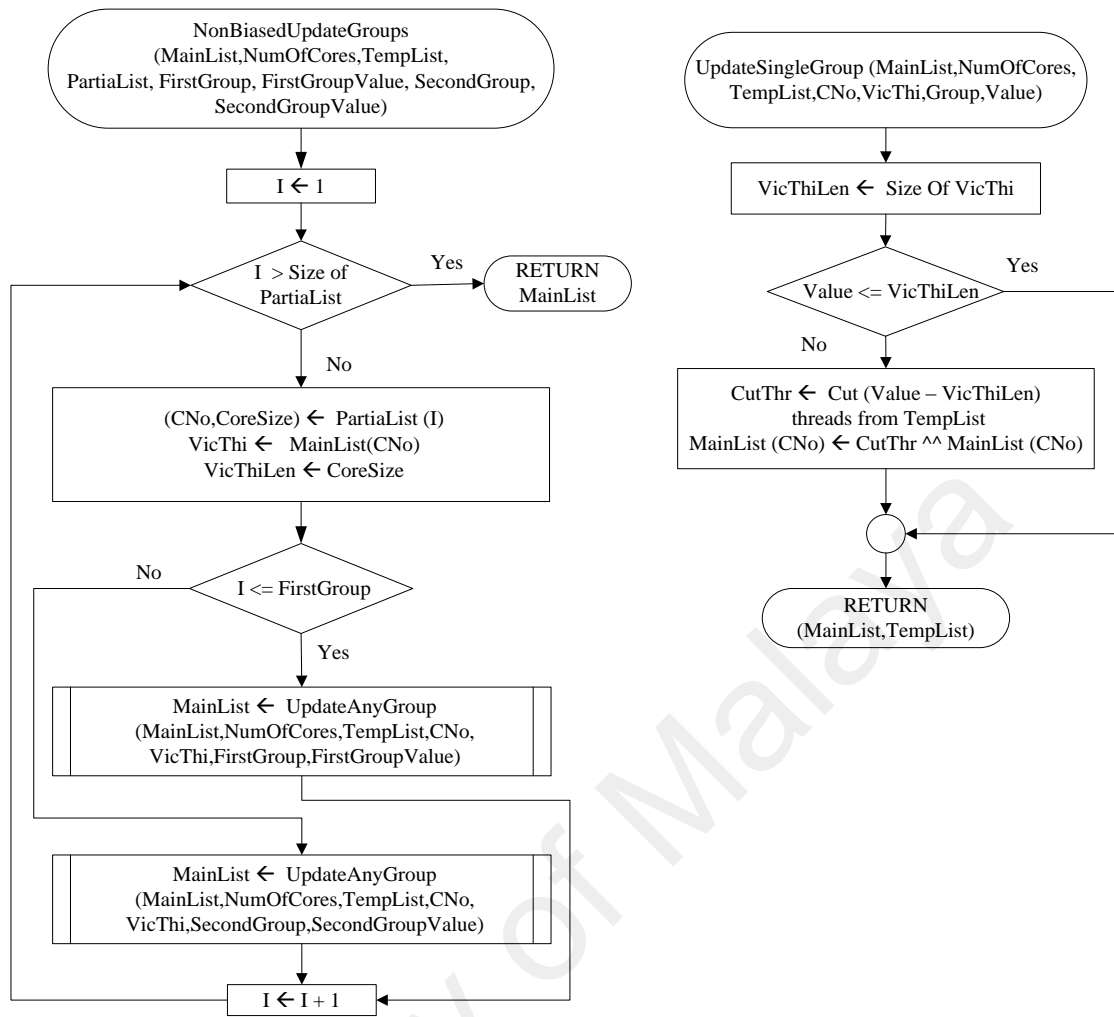 NonBiasedUpdateGroups
(MainList,NumOfCores,TempList,
PartiaList, FirstGroup, FirstGroupValue, SecondGroup,
SecondGroupValue)
I ← 1
I > Size of
PartiaList
Yes
RETURN
MainList
No
(CNo,CoreSize) ← PartiaList (I)
VicThi ← MainList(CNo)
VicThiLen ← CoreSize
I <= FirstGroup
No
Yes
MainList ← UpdateAnyGroup
(MainList,NumOfCores,TempList,CNo,
VicThi,FirstGroup,FirstGroupValue)
MainList ← UpdateAnyGroup
(MainList,NumOfCores,TempList,CNo,
VicThi,SecondGroup,SecondGroupValue)
I ← I + 1
UpdateSingleGroup (MainList,NumOfCores,
TempList,CNo,VicThi,Group,Value)
VicThiLen ← Size Of VicThi
Value <= VicThiLen
Yes
No
CutThr ← Cut (Value – VicThiLen)
threads from TempList
MainList (CNo) ← CutThr ^^ MainList (CNo)
RETURN
(MainList,TempList)
of Malaya